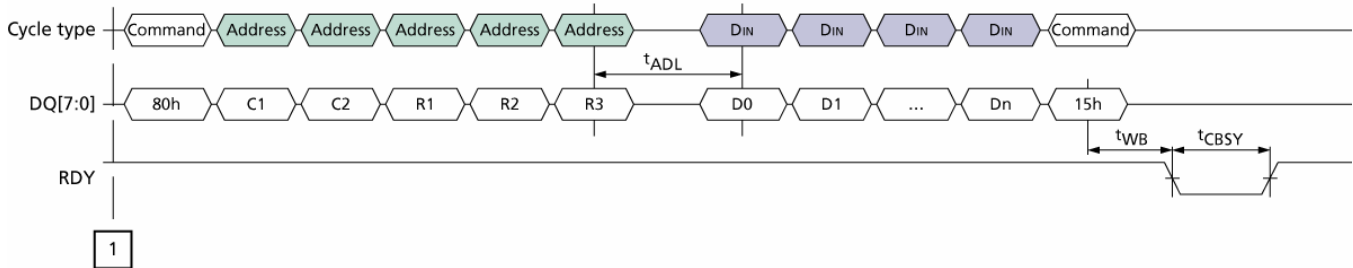 Cycle type Command Address Address Address Address Address DIN DIN DIN DIN Command
tADL
DQ[7:0] 80h C1 C2 R1 R2 R3 D0 D1 ... Dn 15h
tWB tCBSY
RDY
1